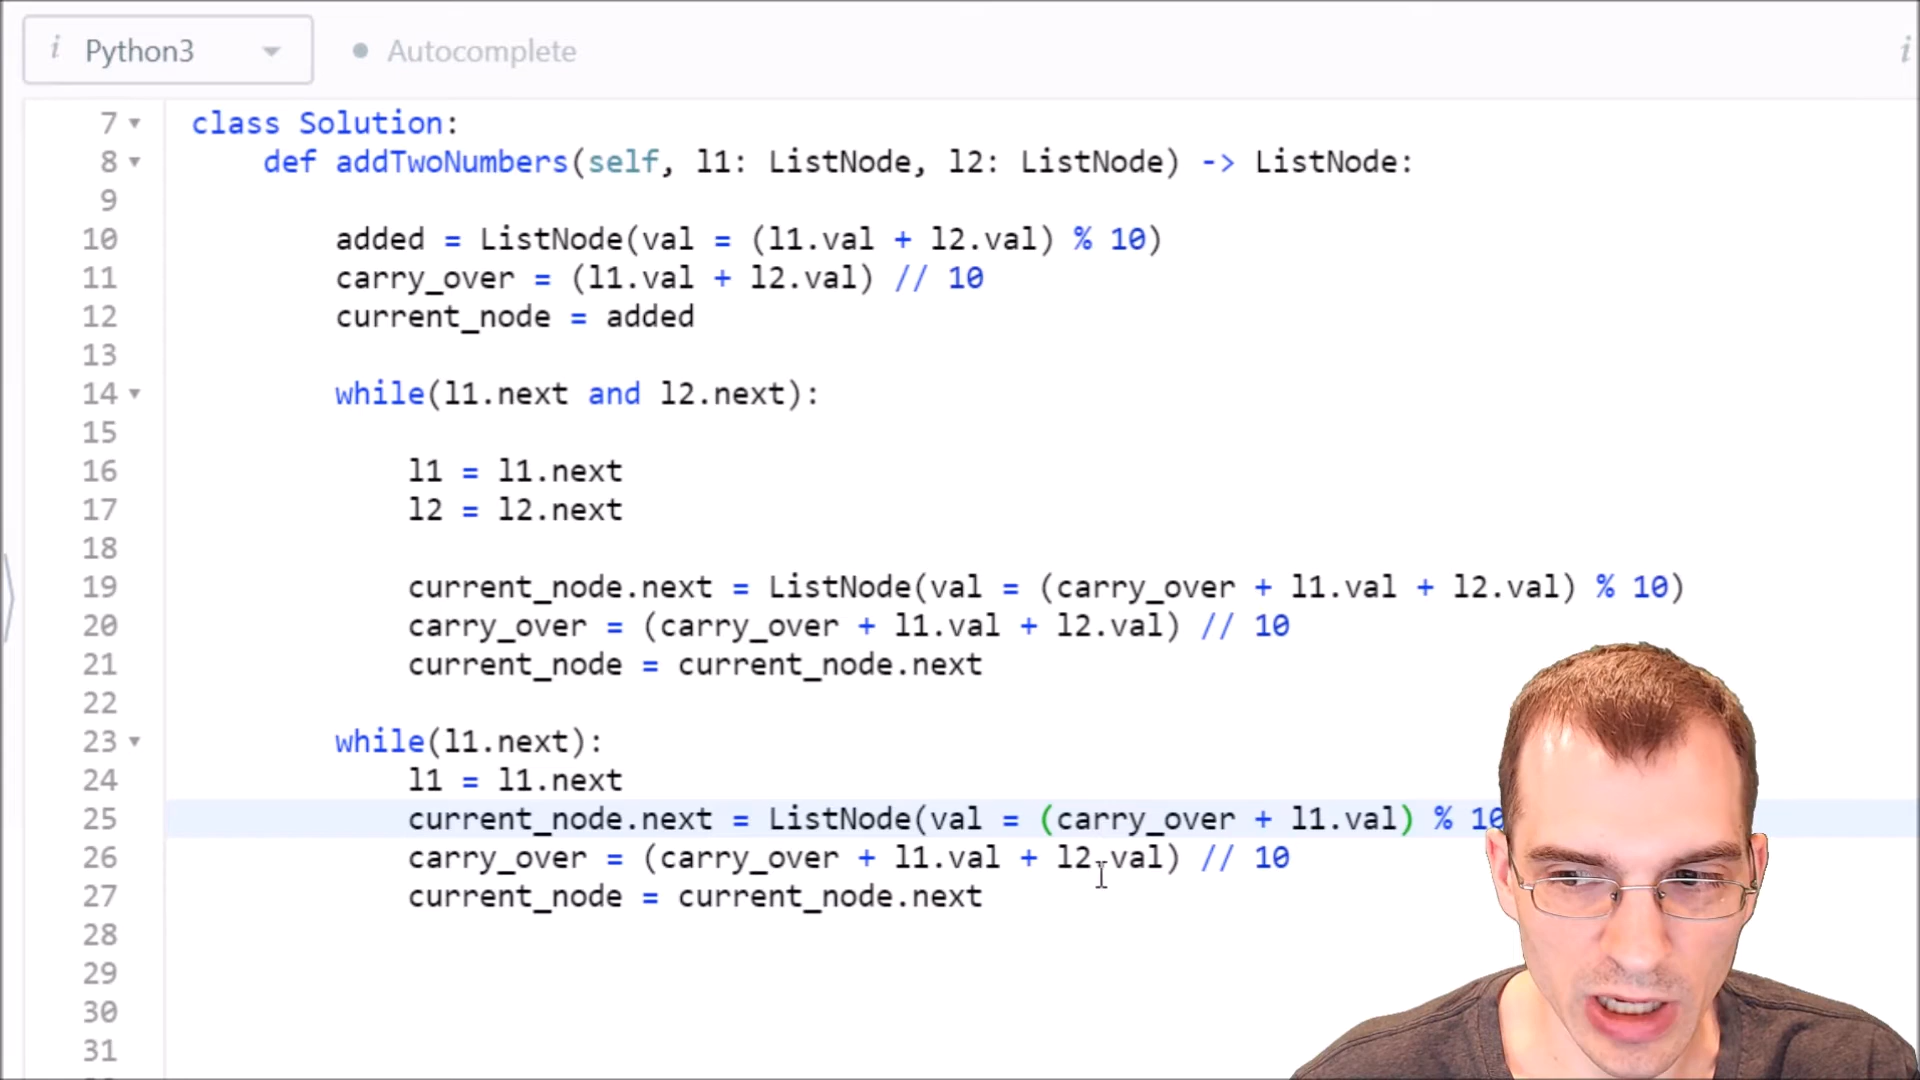 i Python3 Autocomplete i
7 class Solution:
8 def addTwoNumbers(self, l1: ListNode, l2: ListNode) -> ListNode:
9
10 added = ListNode(val = (l1.val + l2.val) % 10)
11 carry_over = (l1.val + l2.val) // 10
12 current_node = added
13
14 while(l1.next and l2.next):
15
16 l1 = l1.next
17 l2 = l2.next
18
19 current_node.next = ListNode(val = (carry_over + l1.val + l2.val) % 10)
20 carry_over = (carry_over + l1.val + l2.val) // 10
21 current_node = current_node.next
22
23 while(l1.next):
24 l1 = l1.next
25 current_node.next = ListNode(val = (carry_over + l1.val) % 10
26 carry_over = (carry_over + l1.val + l2.val) // 10
27 current_node = current_node.next
28
29
30
31